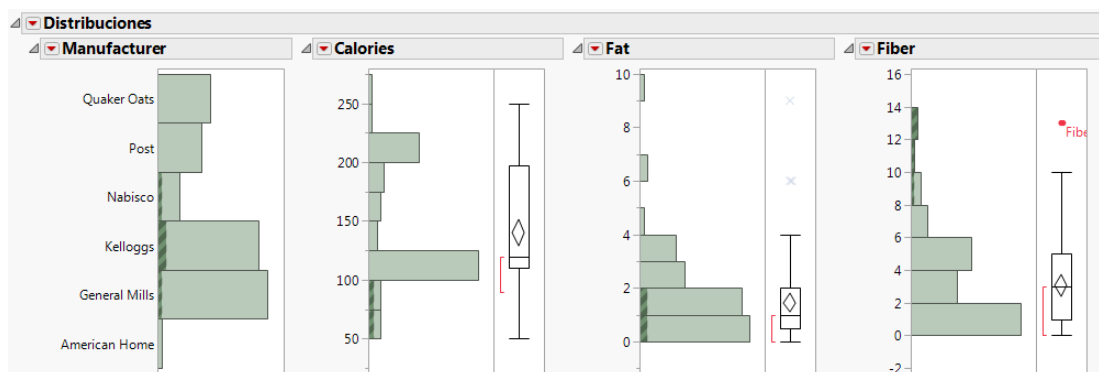 Distribuciones
Manufacturer
Quaker Oats
Post
Nabisco
Kelloggs
General Mills
American Home
Calories
250
200
150
100
50
Fat
10
8
6
4
2
0
Fiber
16
14
12
10
8
6
4
2
0
-2
Fibe